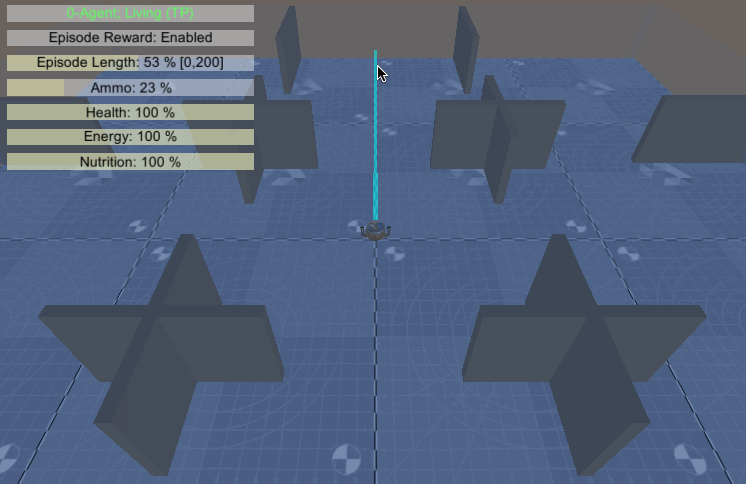 0-Agent; Living (TP)
Episode Reward: Enabled
Episode Length: 53 % [0,200]
Ammo: 23 %
Health: 100 %
Energy: 100 %
Nutrition: 100 %